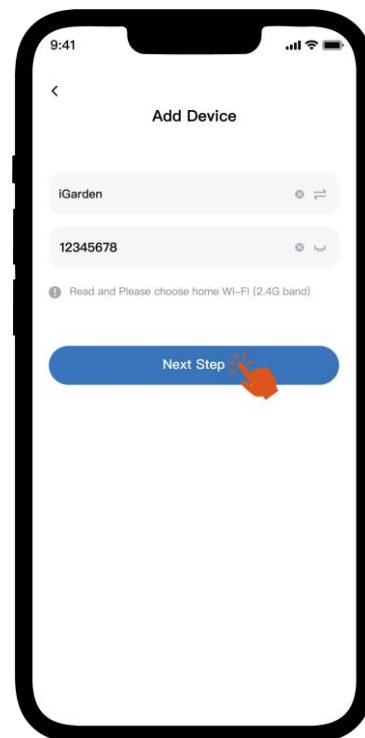 9:41
Add Device
iGarden
12345678
Read and Please choose home Wi-Fi (2.4G band)
Next Step